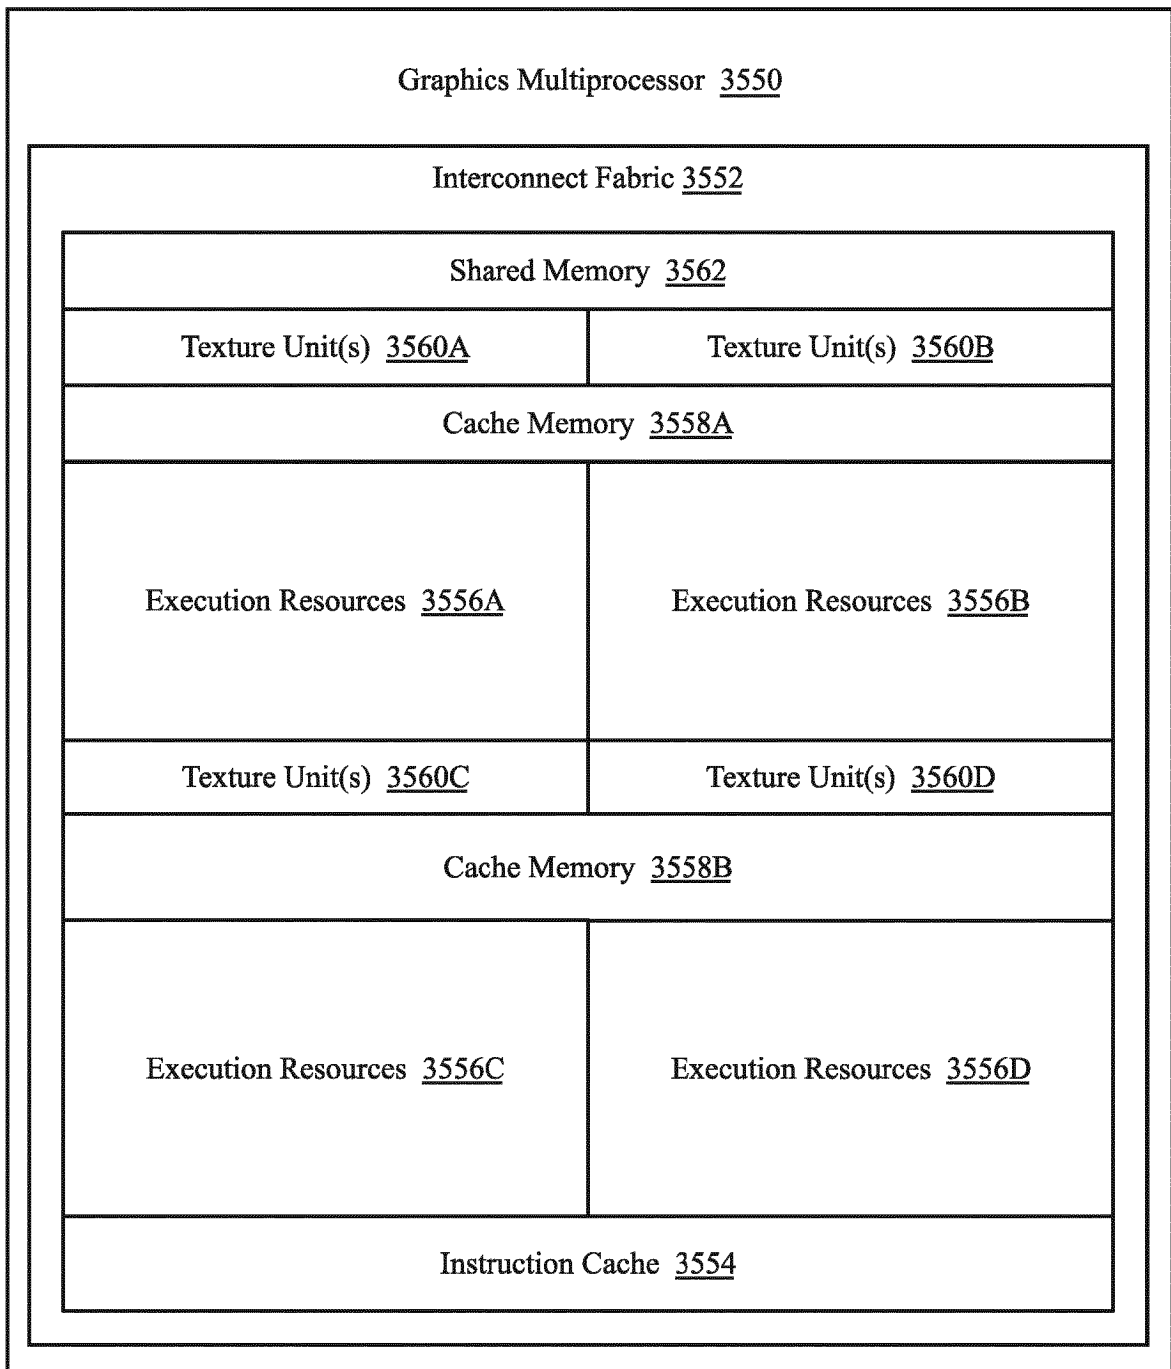 Graphics Multiprocessor 3550
Interconnect Fabric 3552
Shared Memory 3562
Texture Unit(s) 3560A
Texture Unit(s) 3560B
Cache Memory 3558A
Execution Resources 3556A
Execution Resources 3556B
Texture Unit(s) 3560C
Texture Unit(s) 3560D
Cache Memory 3558B
Execution Resources 3556C
Execution Resources 3556D
Instruction Cache 3554